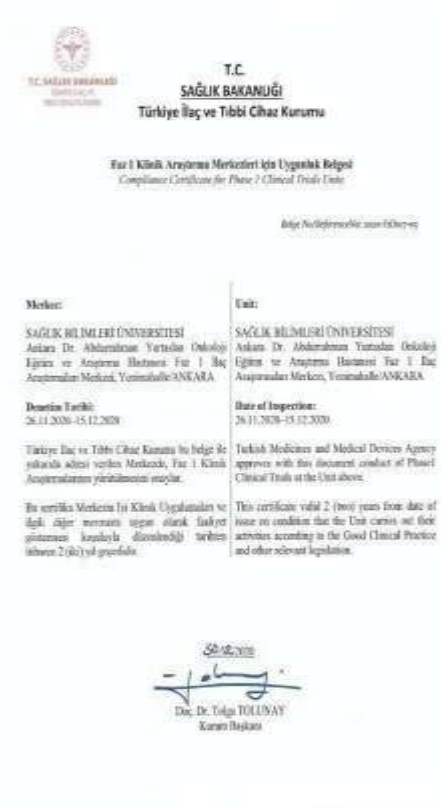 T.C. SAĞLIK BAKANLIĞI
T.C.
SAĞLIK BAKANLIĞI
Türkiye İlaç ve Tıbbi Cihaz Kurumu
Faz 1 Klinik Araştırma Merkezleri için Uygunluk Belgesi
Compliance Certificate for Phase 1 Clinical Trials Units
Belge No/ReferenceNo:
Merkez:
SAĞLIK BİLİMLERİ ÜNİVERSİTESİ
Ankara Dr. Abdurrahman Yurtaslan Onkoloji
Eğitim ve Araştırma Hastanesi Faz 1 İlaç
Araştırmaları Merkezi, Yenimahalle/ANKARA
Denetim Tarihi:
26.11.2020-15.12.2020
Türkiye İlaç ve Tıbbi Cihaz Kurumu bu belge ile
yukarıda adresi verilen Merkezde, Faz 1 Klinik
Araştırmalarının yürütülmesini onaylar.
Bu sertifika Merkezin İyi Klinik Uygulamaları ve
ilgili diğer mevzuata uygun olarak faaliyet
göstermesi koşuluyla düzenlendiği tarihten
itibaren 2 (iki) yıl geçerlidir.
Unit:
SAĞLIK BİLİMLERİ ÜNİVERSİTESİ
Ankara Dr. Abdurrahman Yurtaslan Onkoloji
Eğitim ve Araştırma Hastanesi Faz 1 İlaç
Araştırmaları Merkezi, Yenimahalle/ANKARA
Date of Inspection:
26.11.2020-15.12.2020
Turkish Medicines and Medical Devices Agency
approves with this document conduct of Phase1
Clinical Trials at the Unit above.
This certificate valid 2 (two) years from date of
issue on condition that the Unit carries out their
activities according to the Good Clinical Practice
and other relevant legislation.
30.12.2020
Doç. Dr. Tolga TOLUNAY
Kurum Başkanı